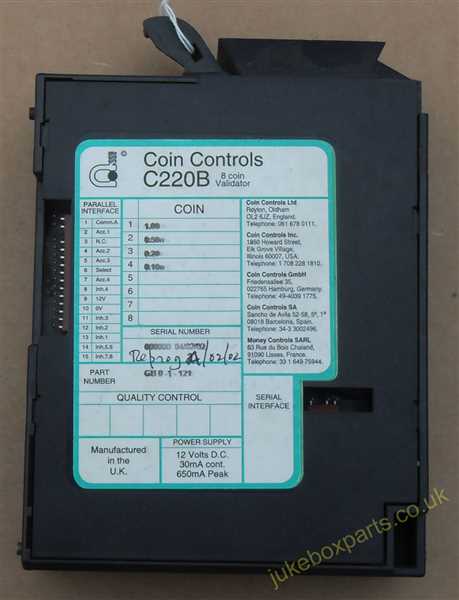 Coin Controls
C220B 8 coin
Validator
PARALLEL
INTERFACE
1 Comm.A
2 Acc.1
3 N.C.
4 Acc.2
5 Acc.3
6 Select
7 Acc.4
8 Inh.4
9 12V
10 0V
11 Inh.3
12 Inh.2
13 Inh.1
14 Inh.5,6
15 Inh.7,8
COIN
1 1.00
2 0.50
3 0.20
4 0.10
5
6
7
8
SERIAL NUMBER
Reprog /02/02
PART
NUMBER
QUALITY CONTROL
Manufactured
in the
U.K.
POWER SUPPLY
12 Volts D.C.
30mA cont.
650mA Peak
Coin Controls Ltd
Royton, Oldham
OL2 6JZ, England.
Telephone: 061 678 0111.
Coin Controls Inc.
1850 Howard Street,
Elk Grove Village,
Illinois 60007, USA.
Telephone: 1 708 228 1810.
Coin Controls GmbH
Friedensallee 35,
022765 Hamburg, Germany.
Telephone: 49-4039 1775.
Coin Controls SA
Sancho de Avila 52-58, 5º, 1ª
08018 Barcelona, Spain.
Telefon: 34-3 3002496.
Money Controls SARL
63 Rue du Bois Chaland,
91090 Lisses, France.
Telefon: 33 1 649-75944.
SERIAL
INTERFACE
jukeboxparts.co.uk